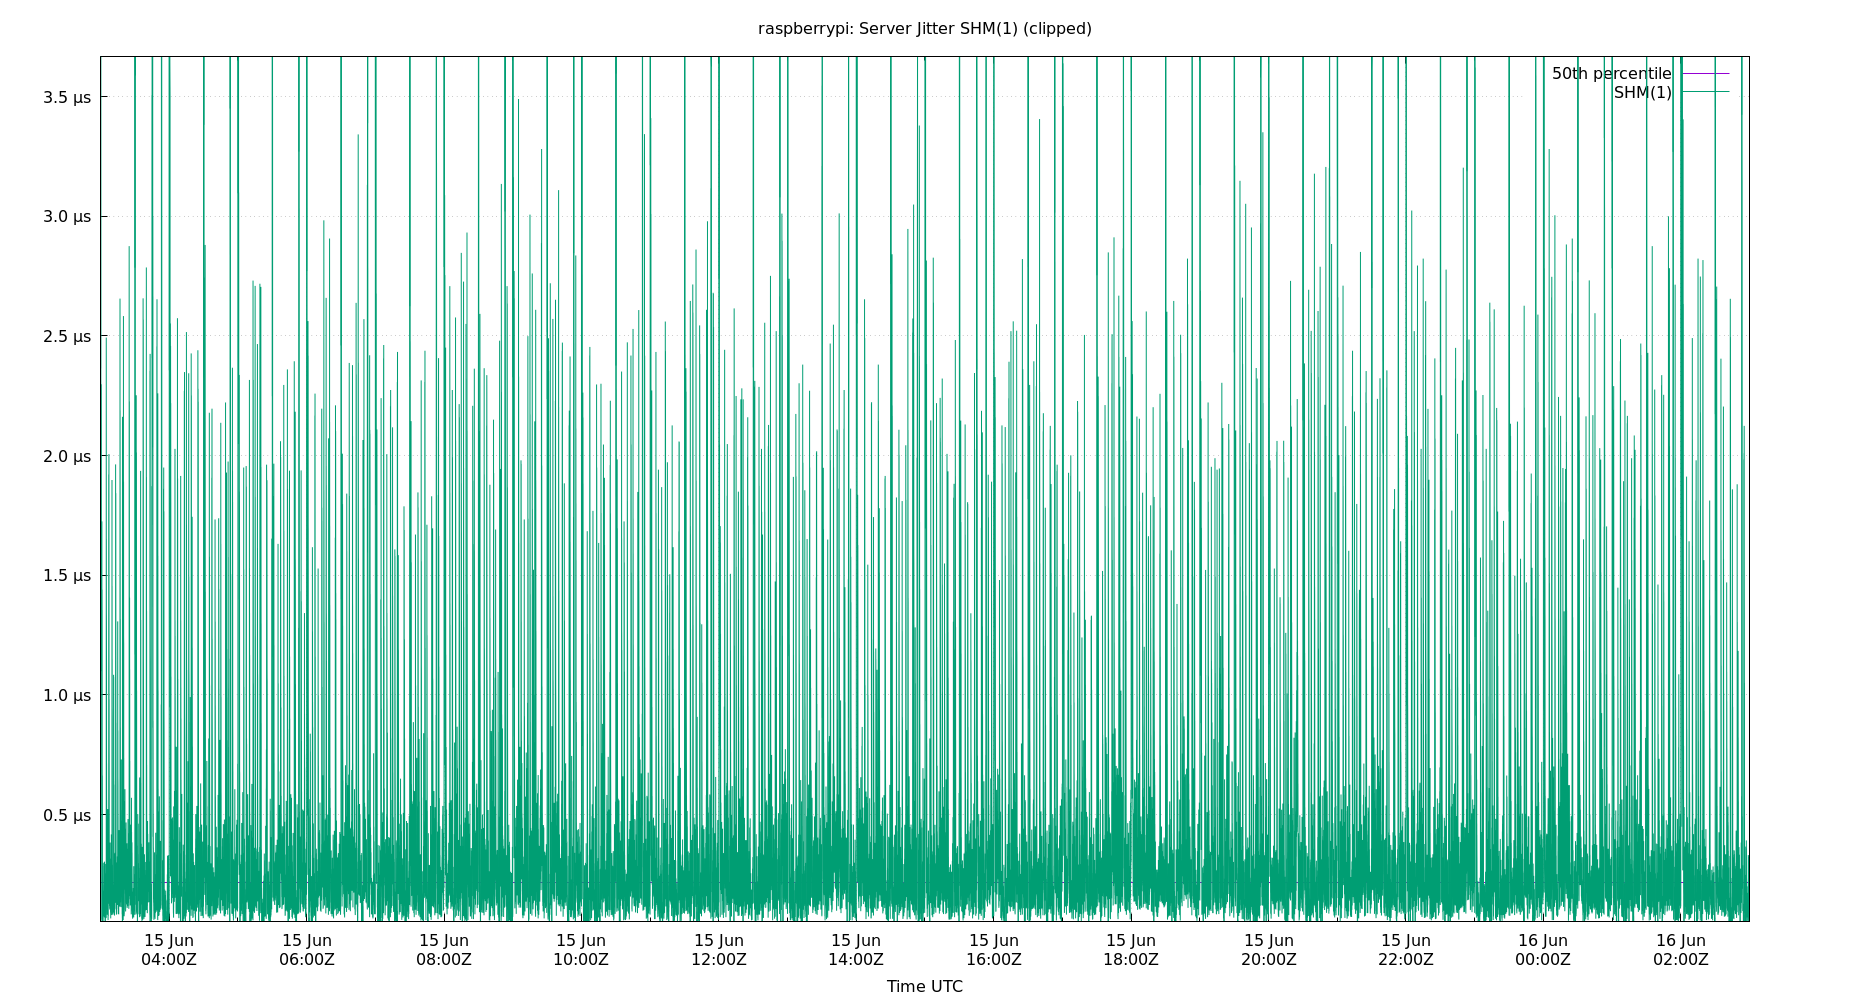 raspberrypi: Server Jitter SHM(1) (clipped)
50th percentile
SHM(1)
3.5 µs
3.0 µs
2.5 µs
2.0 µs
1.5 µs
1.0 µs
0.5 µs
15 Jun 15 Jun 15 Jun 15 Jun 15 Jun 15 Jun 15 Jun 15 Jun 15 Jun 15 Jun 16 Jun 16 Jun
04:00Z 06:00Z 08:00Z 10:00Z 12:00Z 14:00Z 16:00Z 18:00Z 20:00Z 22:00Z 00:00Z 02:00Z
Time UTC